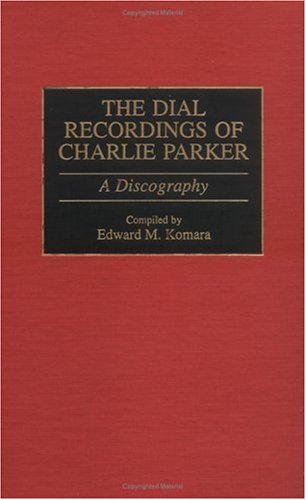 THE DIAL
RECORDINGS OF
CHARLIE PARKER
A Discography
Compiled by
Edward M. Komara